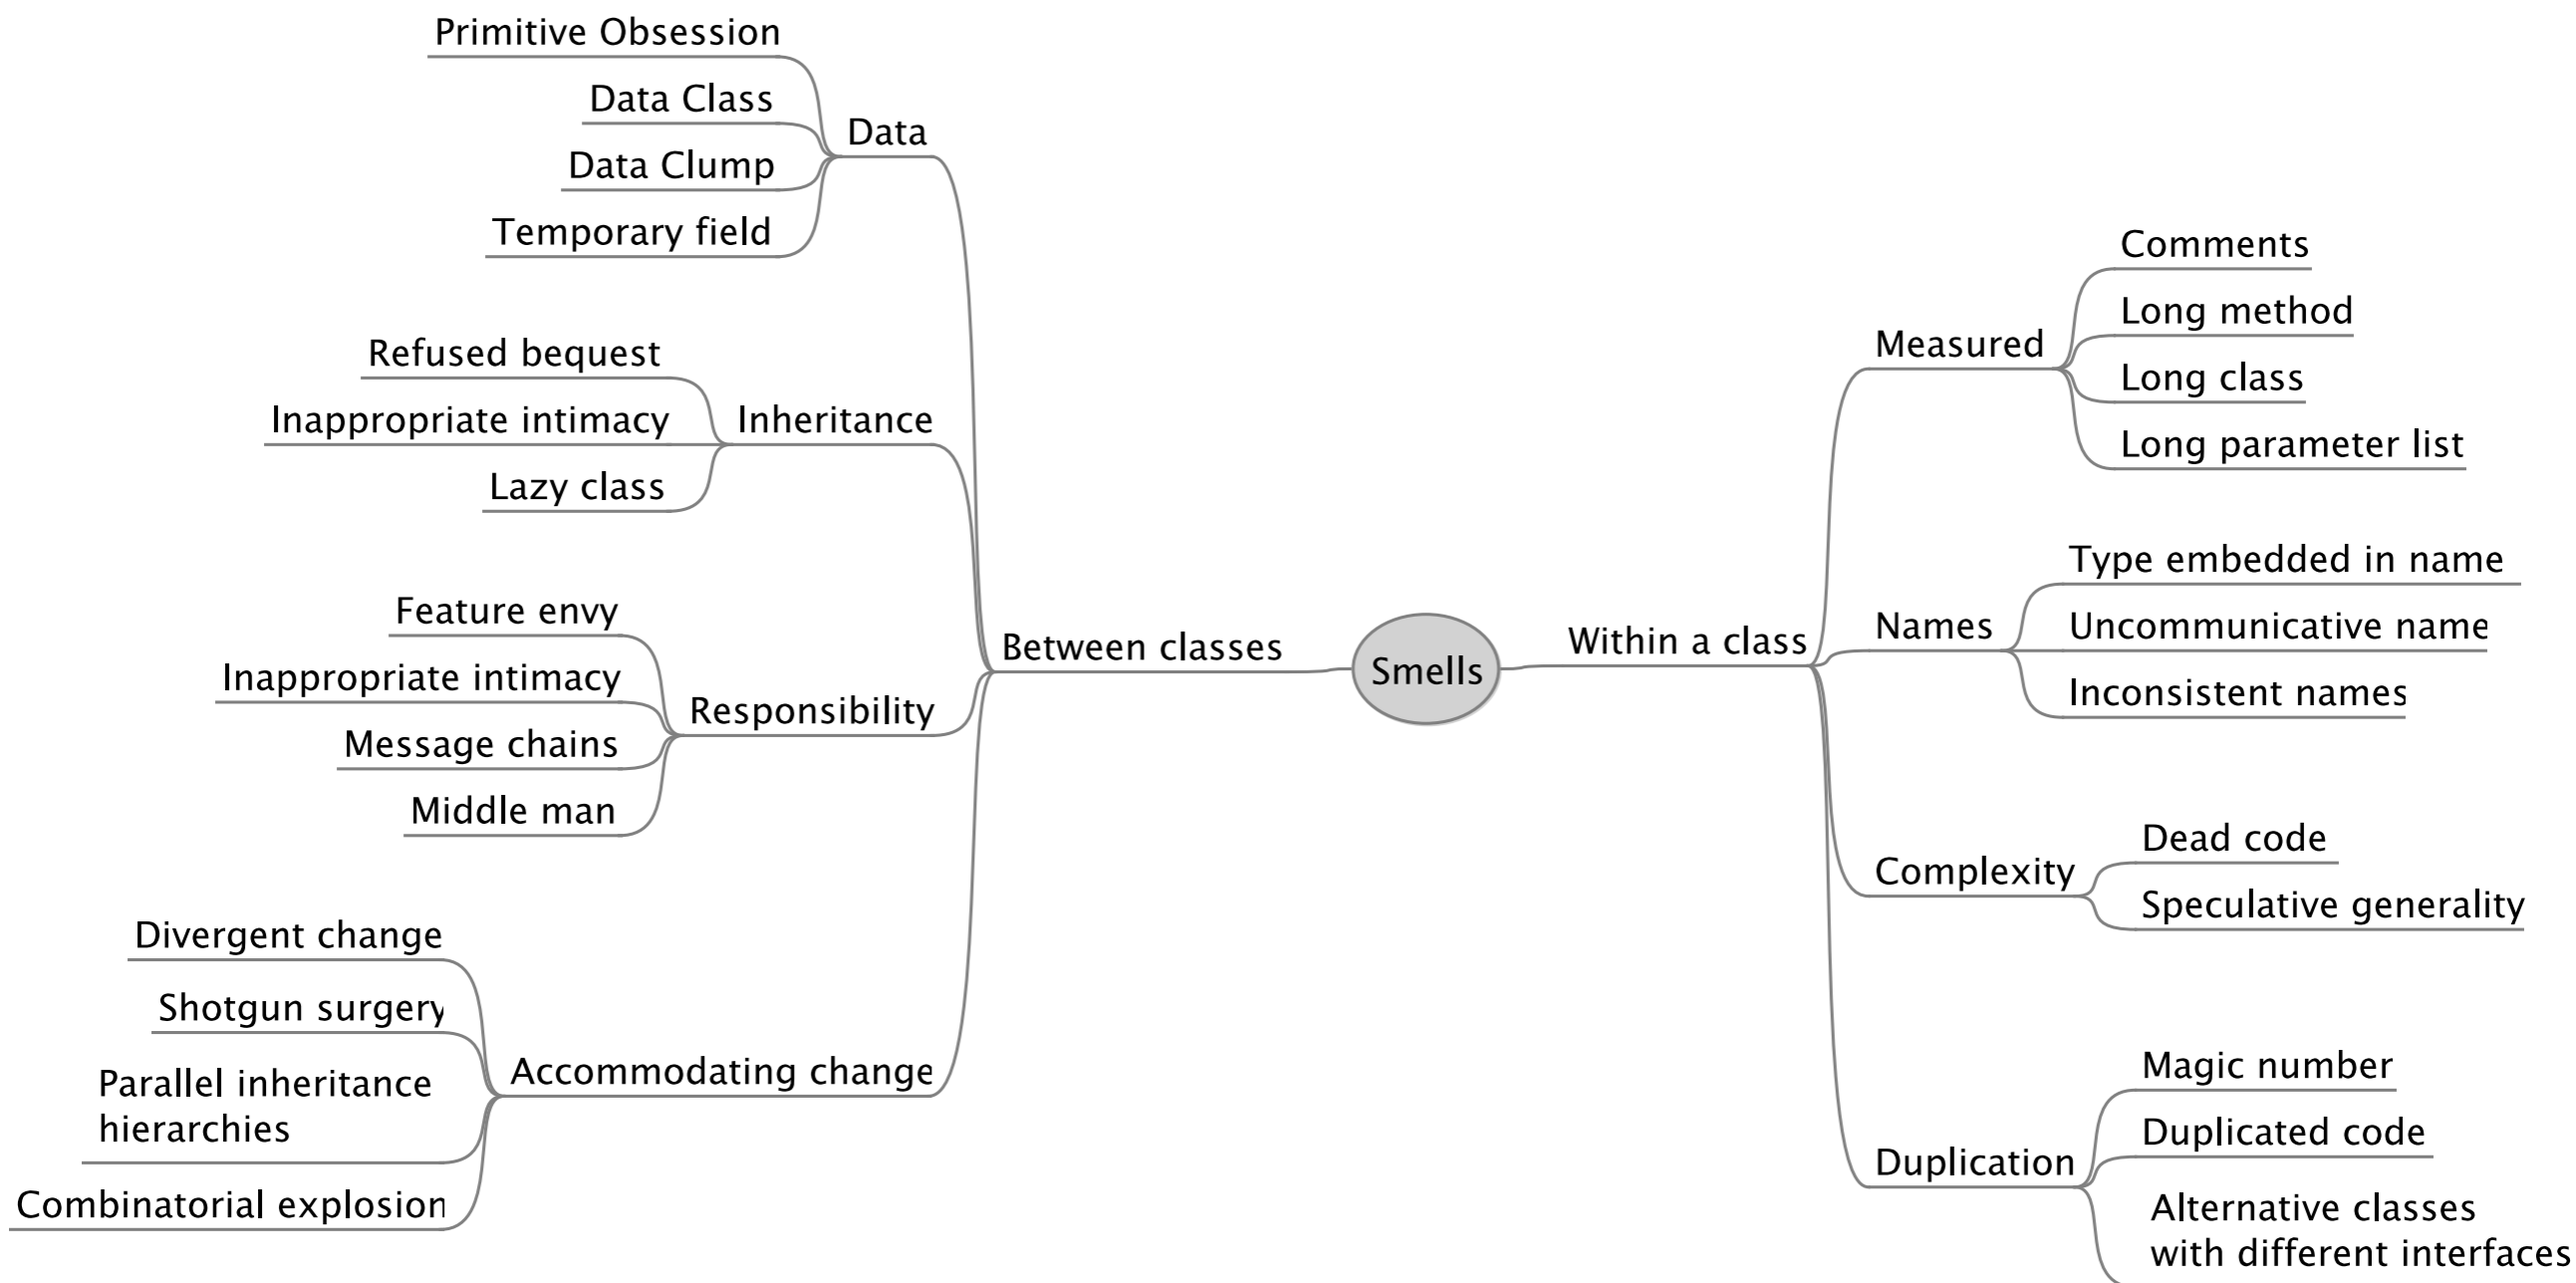 Primitive Obsession
Data Class
Data Clump
Temporary field
Data
Refused bequest
Inappropriate intimacy
Lazy class
Inheritance
Feature envy
Inappropriate intimacy
Message chains
Middle man
Responsibility
Divergent change
Shotgun surgery
Parallel inheritance
hierarchies
Combinatorial explosion
Accommodating change
Between classes
Smells
Within a class
Measured
Comments
Long method
Long class
Long parameter list
Names
Type embedded in name
Uncommunicative name
Inconsistent names
Complexity
Dead code
Speculative generality
Duplication
Magic number
Duplicated code
Alternative classes
with different interfaces